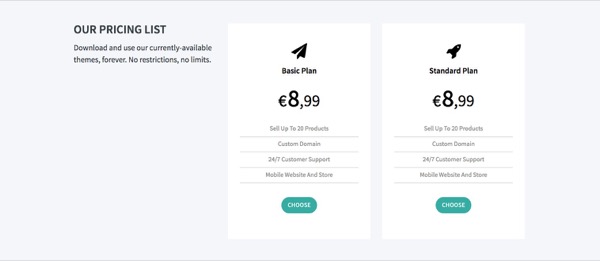 OUR PRICING LIST
Download and use our currently-available
themes, forever. No restrictions, no limits.
Basic Plan
€8,99
Sell Up To 20 Products
Custom Domain
24/7 Customer Support
Mobile Website And Store
CHOOSE
Standard Plan
€8,99
Sell Up To 20 Products
Custom Domain
24/7 Customer Support
Mobile Website And Store
CHOOSE